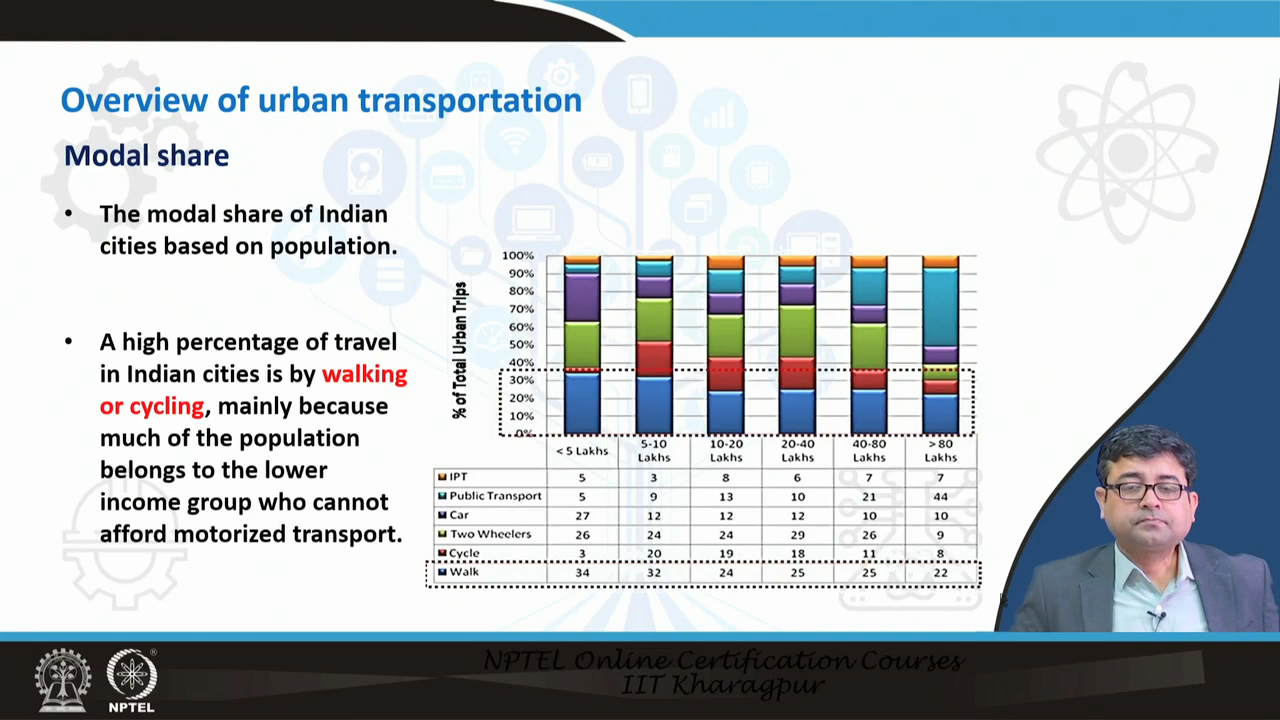 Overview of urban transportation
Modal share
• The modal share of Indian
cities based on population.
• A high percentage of travel
in Indian cities is by walking
or cycling, mainly because
much of the population
belongs to the lower
income group who cannot
afford motorized transport.
% of Total Urban Trips
100%
90%
80%
70%
60%
50%
40%
30%
20%
10%
0%
< 5 Lakhs 5-10 Lakhs 10-20 Lakhs 20-40 Lakhs 40-80 Lakhs > 80 Lakhs
IPT 5 3 8 6 7 7
Public Transport 5 9 13 10 21 44
Car 27 12 12 12 10 10
Two Wheelers 26 24 24 29 26 9
Cycle 3 20 19 18 11 8
Walk 34 32 24 25 25 22
NPTEL Online Certification Courses
IIT Kharagpur
NPTEL